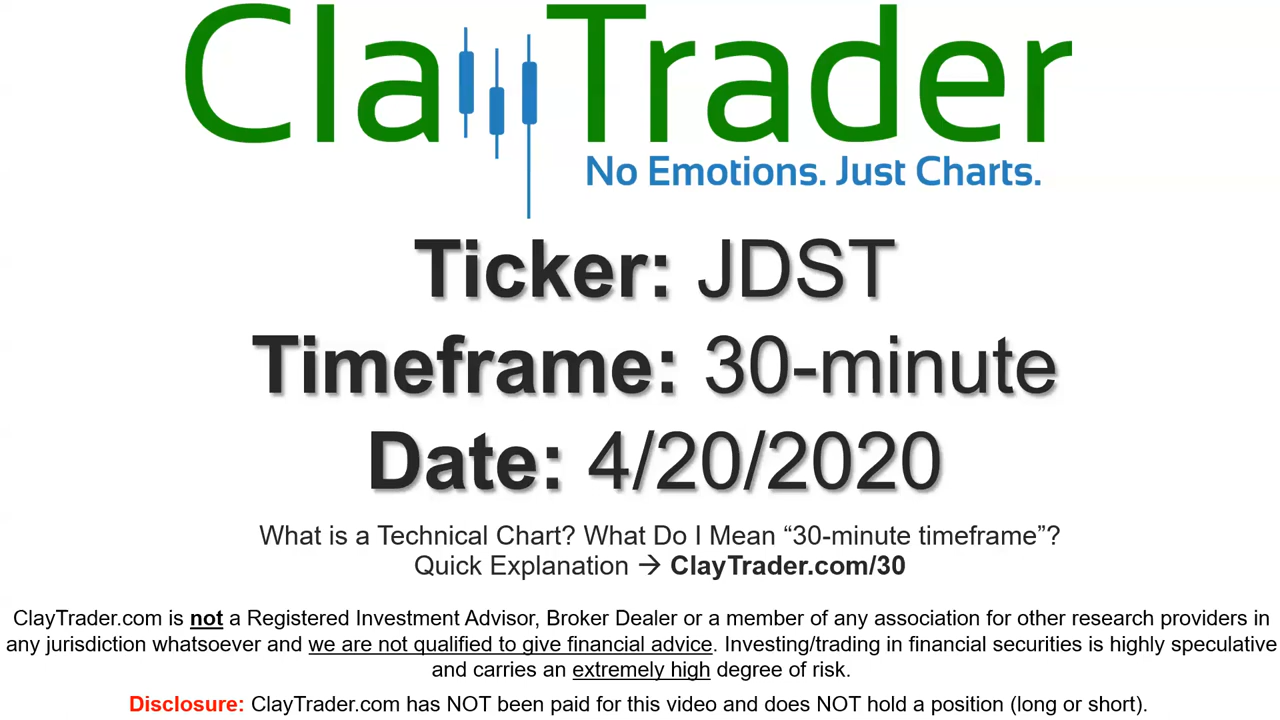 ClayTrader
No Emotions. Just Charts.
Ticker: JDST
Timeframe: 30-minute
Date: 4/20/2020
What is a Technical Chart? What Do I Mean “30-minute timeframe”?
Quick Explanation → ClayTrader.com/30
ClayTrader.com is not a Registered Investment Advisor, Broker Dealer or a member of any association for other research providers in
any jurisdiction whatsoever and we are not qualified to give financial advice. Investing/trading in financial securities is highly speculative
and carries an extremely high degree of risk.
Disclosure: ClayTrader.com has NOT been paid for this video and does NOT hold a position (long or short).